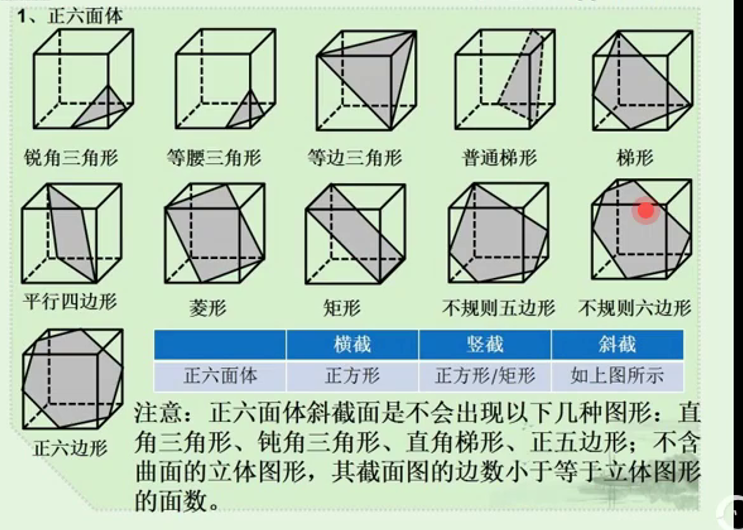 1、正六面体
锐角三角形 等腰三角形 等边三角形 普通梯形 梯形
平行四边形 菱形 矩形 不规则五边形 不规则六边形
横截 竖截 斜截
正六面体 正方形 正方形/矩形 如上图所示
正六边形
注意：正六面体斜截面是不会出现以下几种图形：直
角三角形、钝角三角形、直角梯形、正五边形；不含
曲面的立体图形，其截面图的边数小于等于立体图形
的面数。